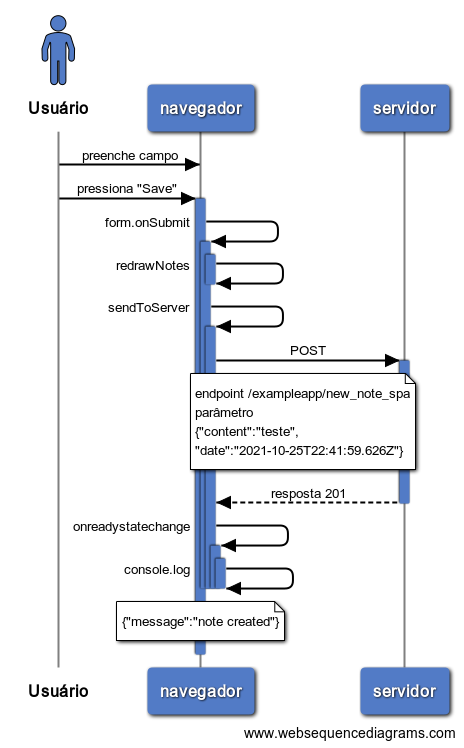 Usuário
navegador
servidor
preenche campo
pressiona "Save"
form.onSubmit
redrawNotes
sendToServer
POST
endpoint /exampleapp/new_note_spa
parâmetro
{"content":"teste",
"date":"2021-10-25T22:41:59.626Z"}
resposta 201
onreadystatechange
console.log
{"message":"note created"}
Usuário
navegador
servidor
www.websequencediagrams.com